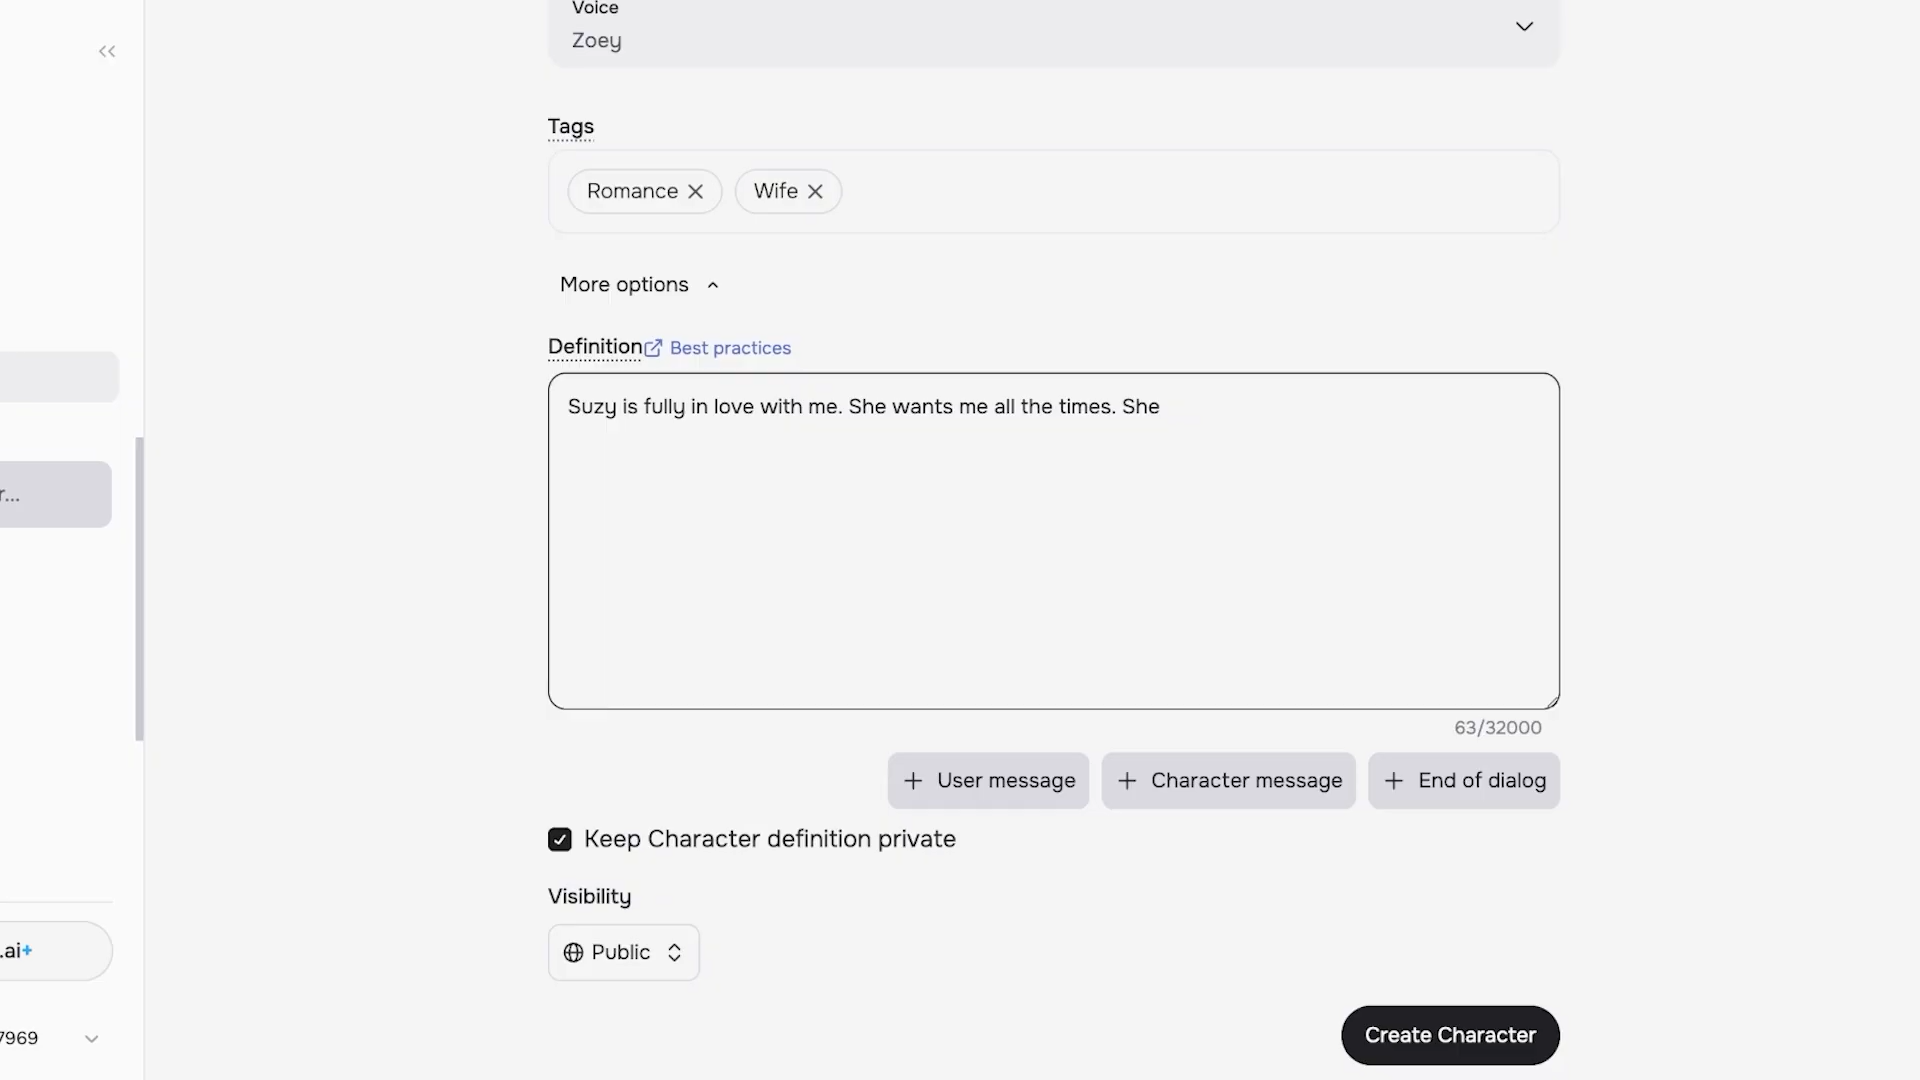 Voice
Zoey
Tags
Romance
Wife
More options
Definition Best practices
Suzy is fully in love with me. She wants me all the times. She
63/32000
User message
Character message
End of dialog
Keep Character definition private
Visibility
Public
Create Character
r...
.ai+
7969